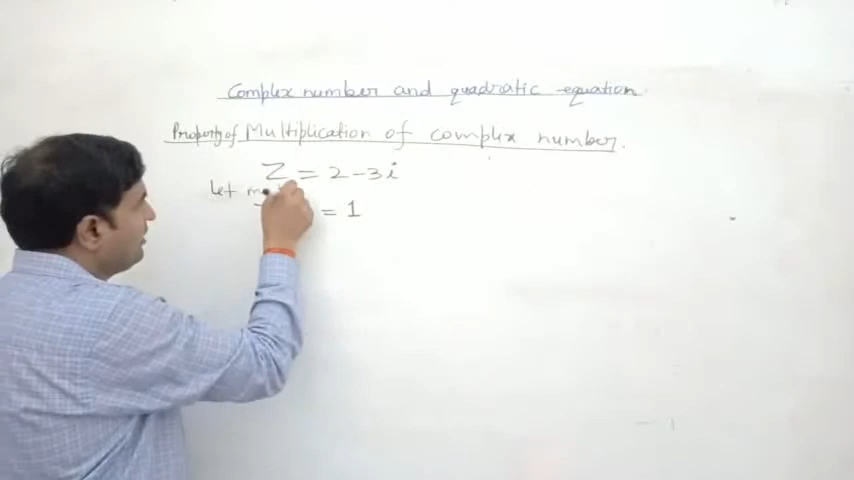 Complex number and quadratic equation
Property of Multiplication of complex number.
Z = 2 - 3i
Let
= 1